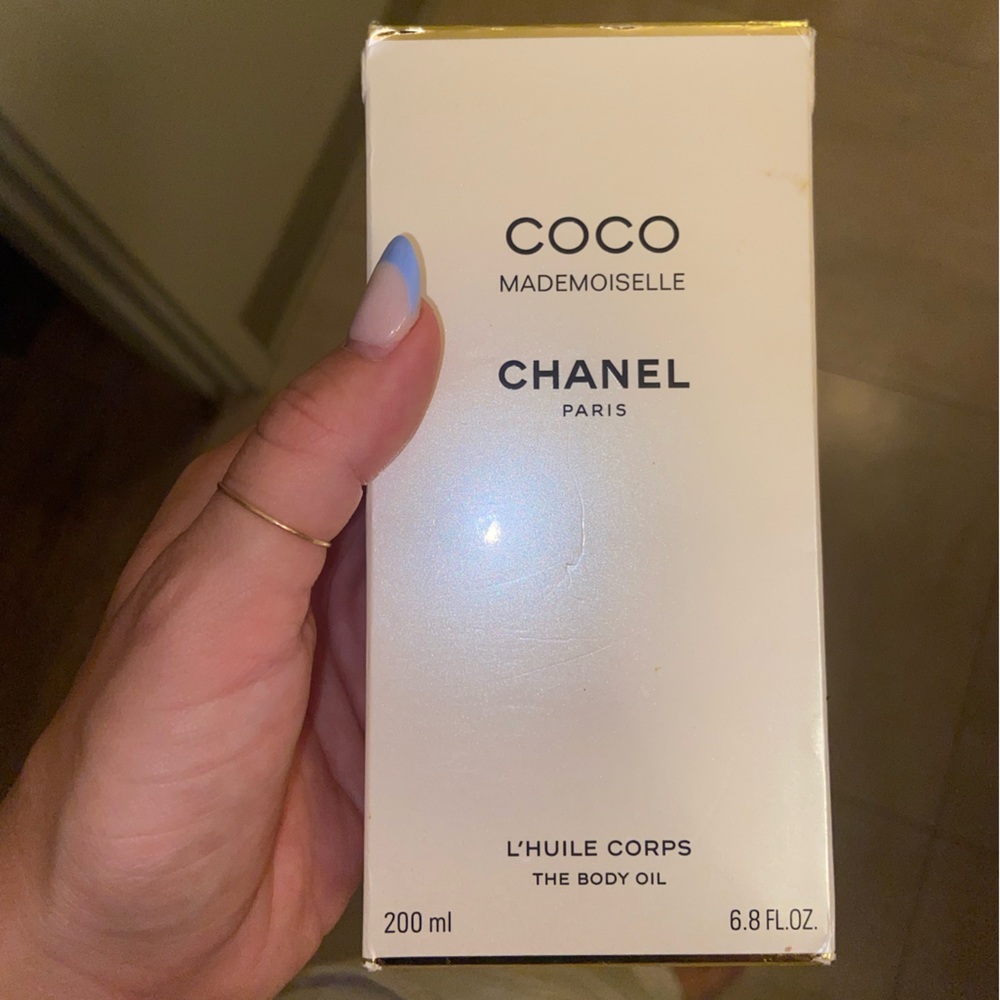 COCO
MADEMOISELLE
CHANEL
PARIS
L'HUILE CORPS
THE BODY OIL
200 ml 6.8 FL.OZ.